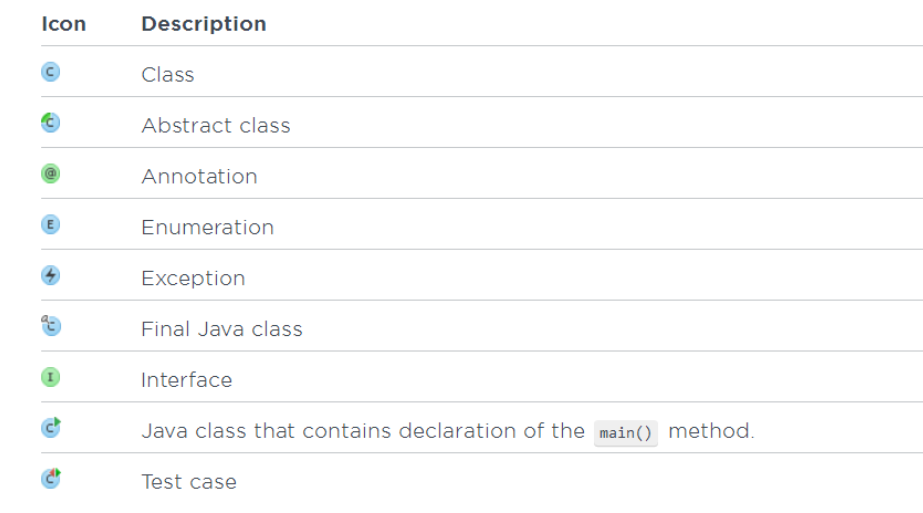 Icon Description
C Class
C Abstract class
@ Annotation
E Enumeration
Exception
C Final Java class
I Interface
C Java class that contains declaration of the main() method.
C Test case